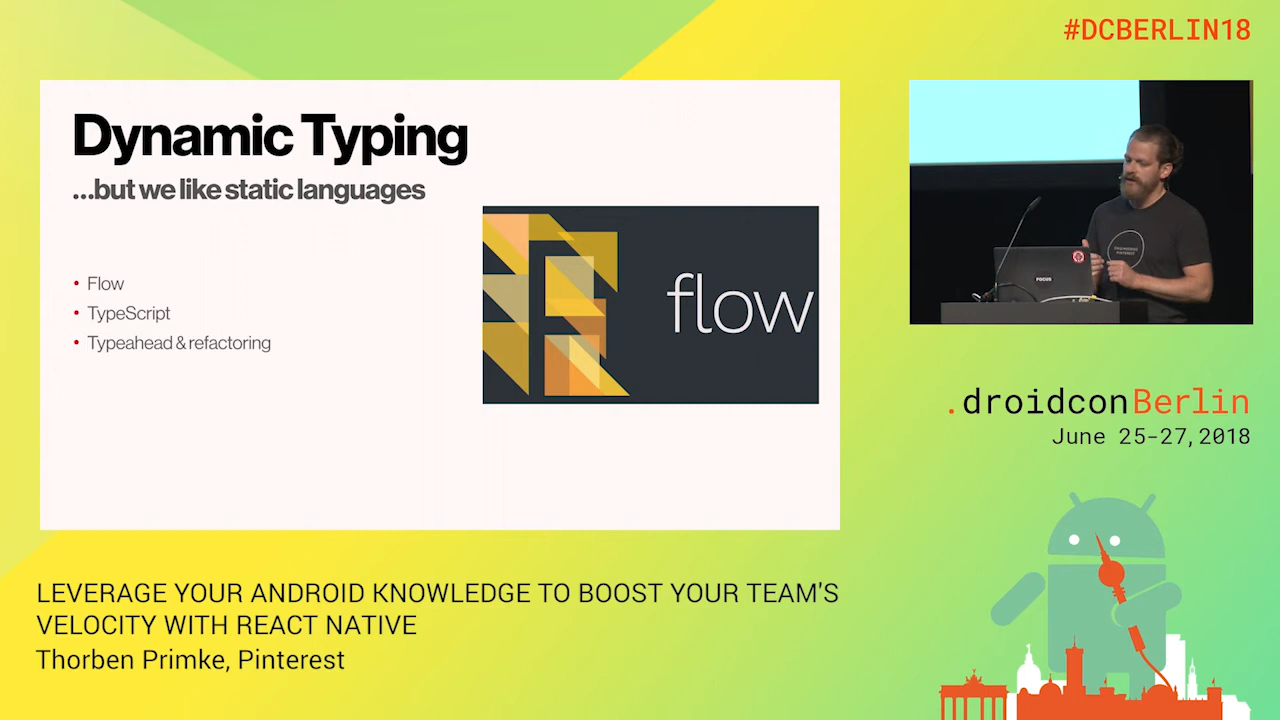 #DCBERLIN18
Dynamic Typing
...but we like static languages
• Flow
• TypeScript
• Typeahead & refactoring
flow
FOCUS
.droidconBerlin
June 25-27, 2018
LEVERAGE YOUR ANDROID KNOWLEDGE TO BOOST YOUR TEAM'S
VELOCITY WITH REACT NATIVE
Thorben Primke, Pinterest